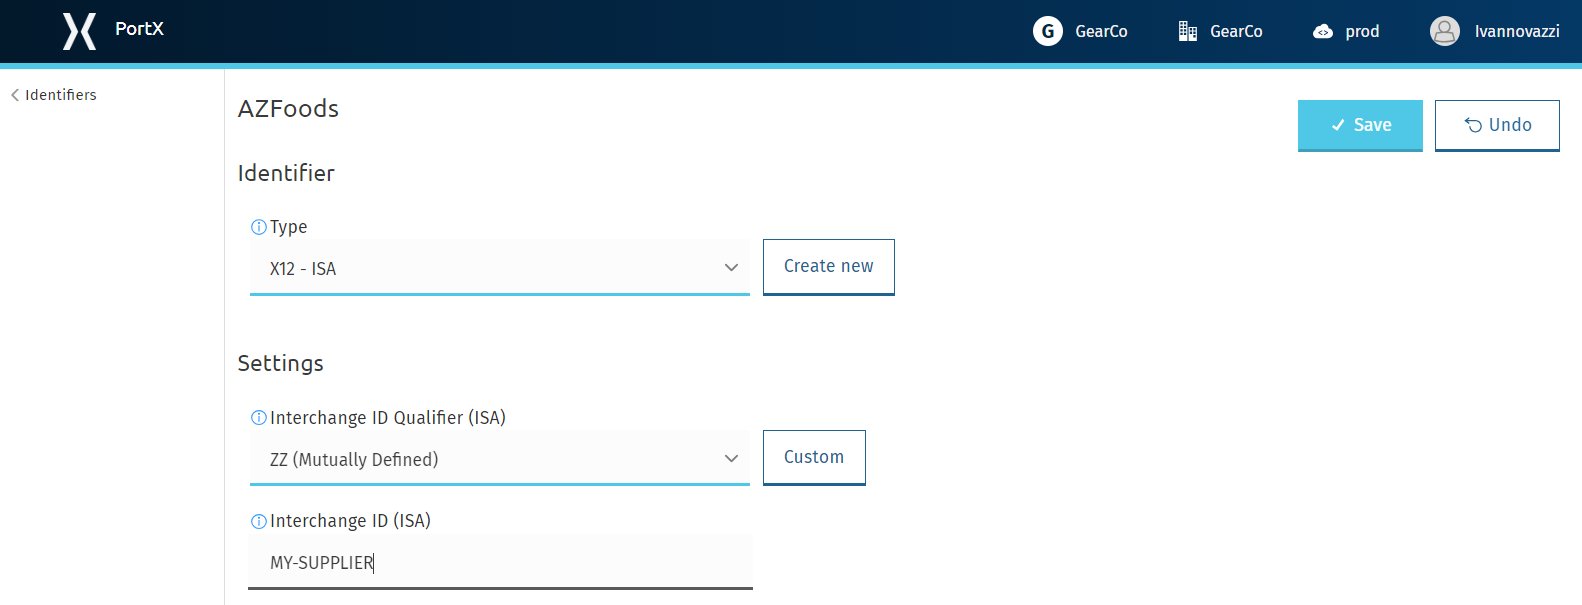 PortX
G GearCo
GearCo
prod
Ivannovazzi
Identifiers
AZFoods
Save
Undo
Identifier
Type
X12 - ISA
Create new
Settings
Interchange ID Qualifier (ISA)
ZZ (Mutually Defined)
Custom
Interchange ID (ISA)
MY-SUPPLIER